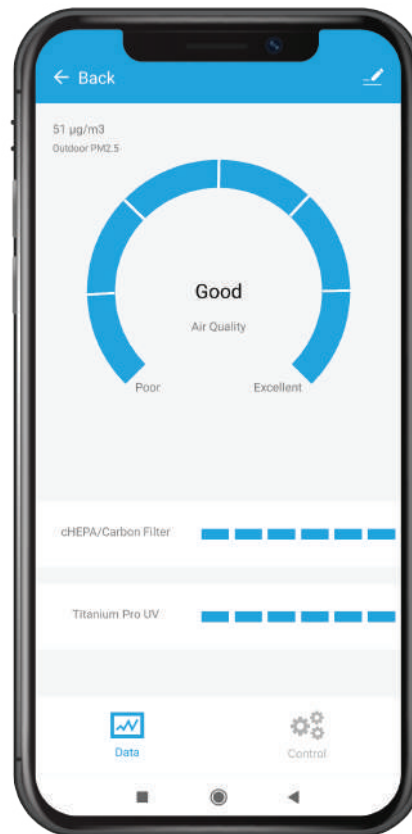 Back
51 µg/m3
Outdoor PM2.5
Good
Air Quality
Poor Excellent
cHEPA/Carbon Filter
Titanium Pro UV
Data Control